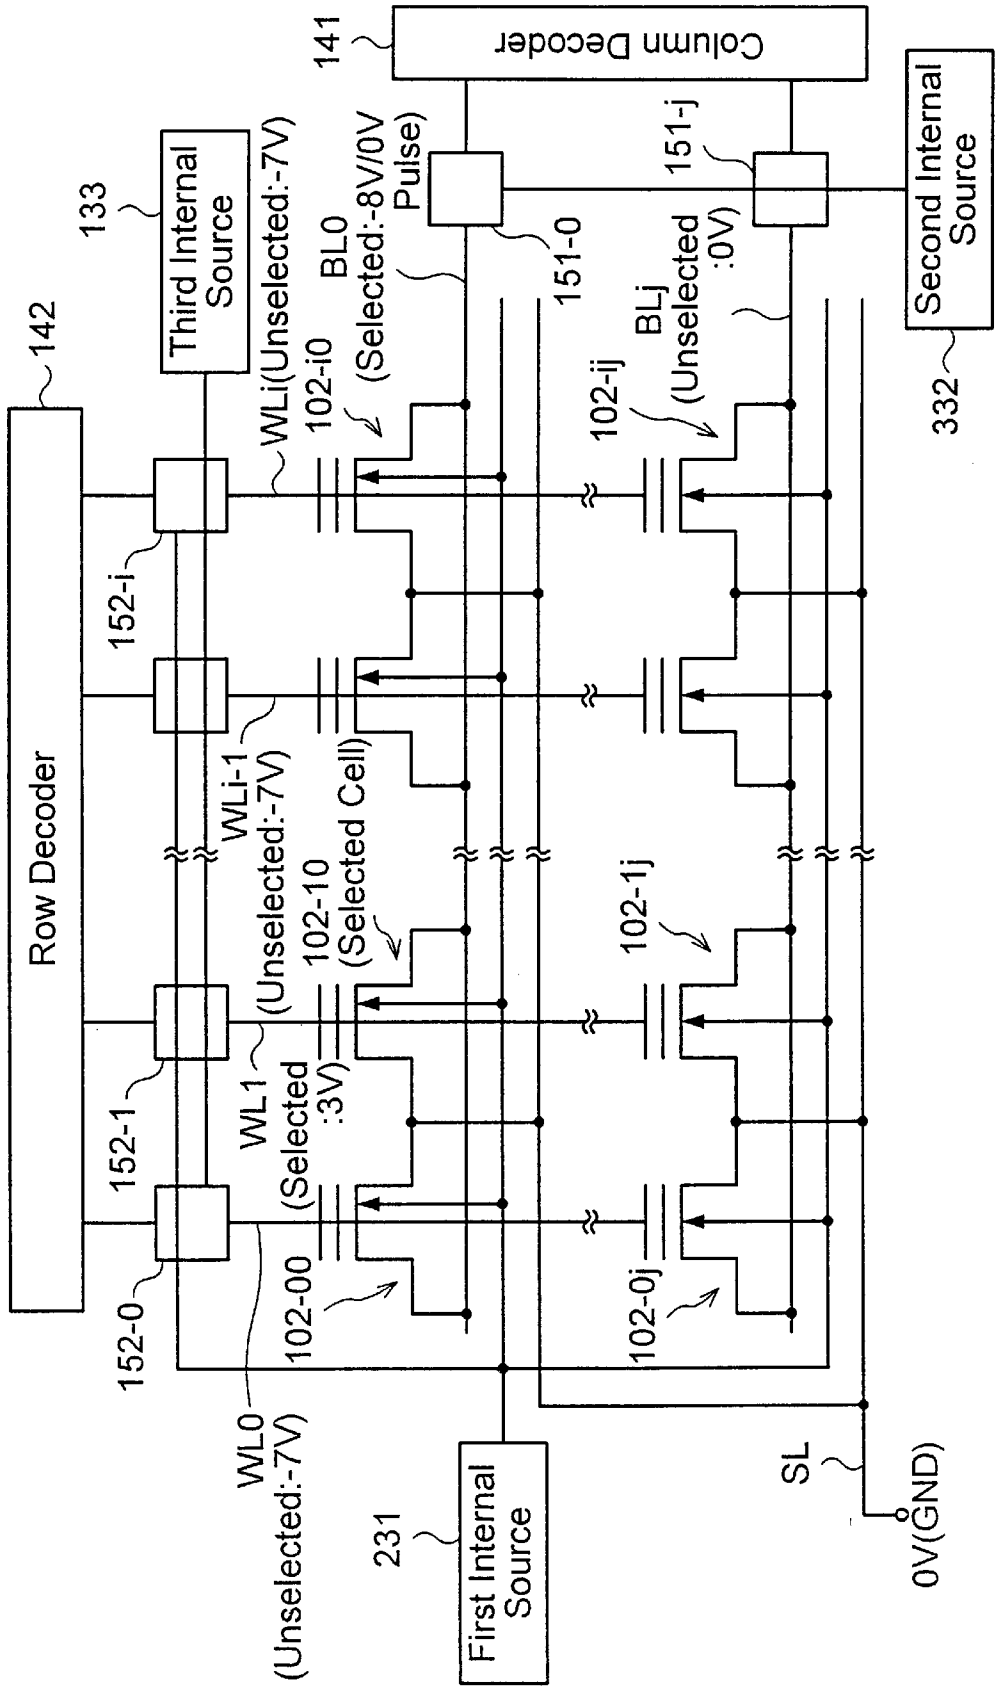 Row Decoder
142
Third Internal
Source
133
Column Decoder
141
152-0
152-1
152-i
WL0
(Unselected:-7V)
WL1
(Selected
:3V)
WLi-1
(Unselected:-7V)
WLi(Unselected:-7V)
102-00
102-10
(Selected Cell)
102-i0
BL0
(Selected:-8V/0V
Pulse)
151-0
151-j
102-0j
102-1j
102-ij
BLj
(Unselected
:0V)
First Internal
Source
231
SL
0V(GND)
Second Internal
Source
332